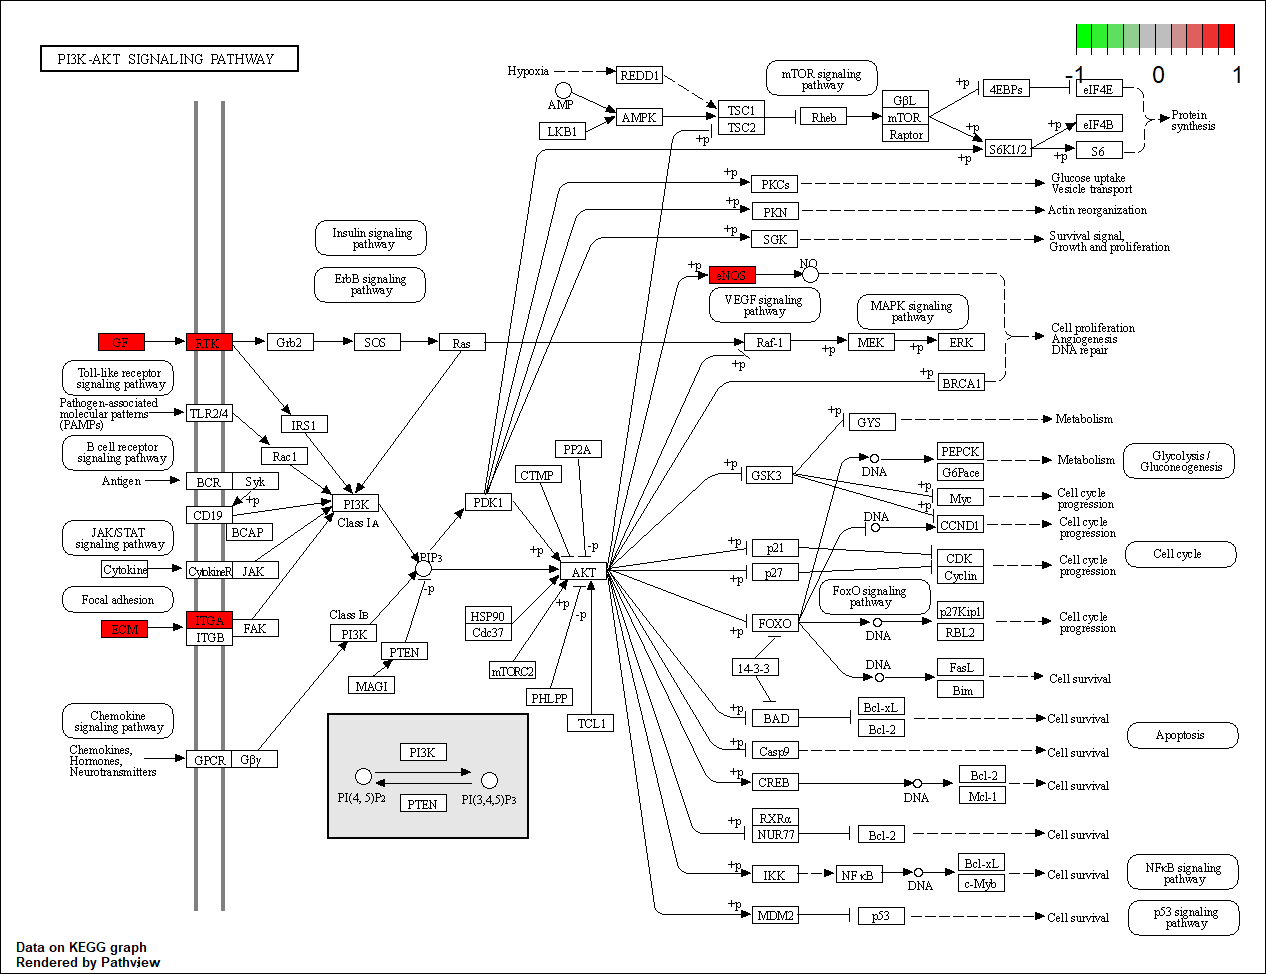 PI3K-AKT SIGNALING PATHWAY
-1
0
1
Hypoxia
REDD1
AMP
LKB1
AMPK
TSC1
TSC2
+p
Rheb
mTOR signaling
pathway
GβL
mTOR
Raptor
+p
4EBPs
eIF4E
+p
+p
S6K1/2
+p
eIF4B
+p
S6
Protein
synthesis
+p
PKCs
Glucose uptake
Vesicle transport
+p
PKN
Actin reorganization
+p
SGK
Survival signal,
Growth and proliferation
Insulin signaling
pathway
ErbB signaling
pathway
+p
eNOS
NO
VEGF signaling
pathway
MAPK signaling
pathway
GF
RTK
Grb2
SOS
Ras
Raf-1
+p
+p
MEK
+p
ERK
Cell proliferation
Angiogenesis
DNA repair
+p
BRCA1
Toll-like receptor
signaling pathway
Pathogen-associated
molecular patterns
(PAMPs)
TLR2/4
IRS1
Rac1
B cell receptor
signaling pathway
Antigen
BCR
Syk
+p
CD19
BCAP
PI3K
Class IA
JAK/STAT
signaling pathway
Cytokine
CytokineR
JAK
Focal adhesion
ECM
ITGA
ITGB
FAK
Class IB
PI3K
PIP3
-p
PTEN
MAGI
Chemokine
signaling pathway
Chemokines,
Hormones,
Neurotransmitters
GPCR
Gβγ
PDK1
CTMP
PP2A
+p
-p
AKT
+p
-p
HSP90
Cdc37
mTORC2
PHLPP
TCL1
PI3K
PI(4, 5)P2
PI(3,4,5)P3
PTEN
+p
GYS
Metabolism
+p
GSK3
DNA
PEPCK
G6Pace
Metabolism
Glycolysis /
Gluconeogenesis
+p
Myc
Cell cycle
progression
DNA
+p
CCND1
Cell cycle
progression
+p
p21
+p
p27
CDK
Cyclin
Cell cycle
progression
Cell cycle
FoxO signaling
pathway
+p
FOXO
DNA
p27Kip1
RBL2
Cell cycle
progression
14-3-3
DNA
FasL
Bim
Cell survival
+p
BAD
Bcl-xL
Bcl-2
Cell survival
Apoptosis
+p
Casp9
Cell survival
+p
CREB
DNA
Bcl-2
Mcl-1
Cell survival
+p
RXRα
NUR77
Bcl-2
Cell survival
+p
IKK
NFκB
DNA
Bcl-xL
c-Myb
Cell survival
NFκB signaling
pathway
+p
MDM2
p53
Cell survival
p53 signaling
pathway
Data on KEGG graph
Rendered by Pathview